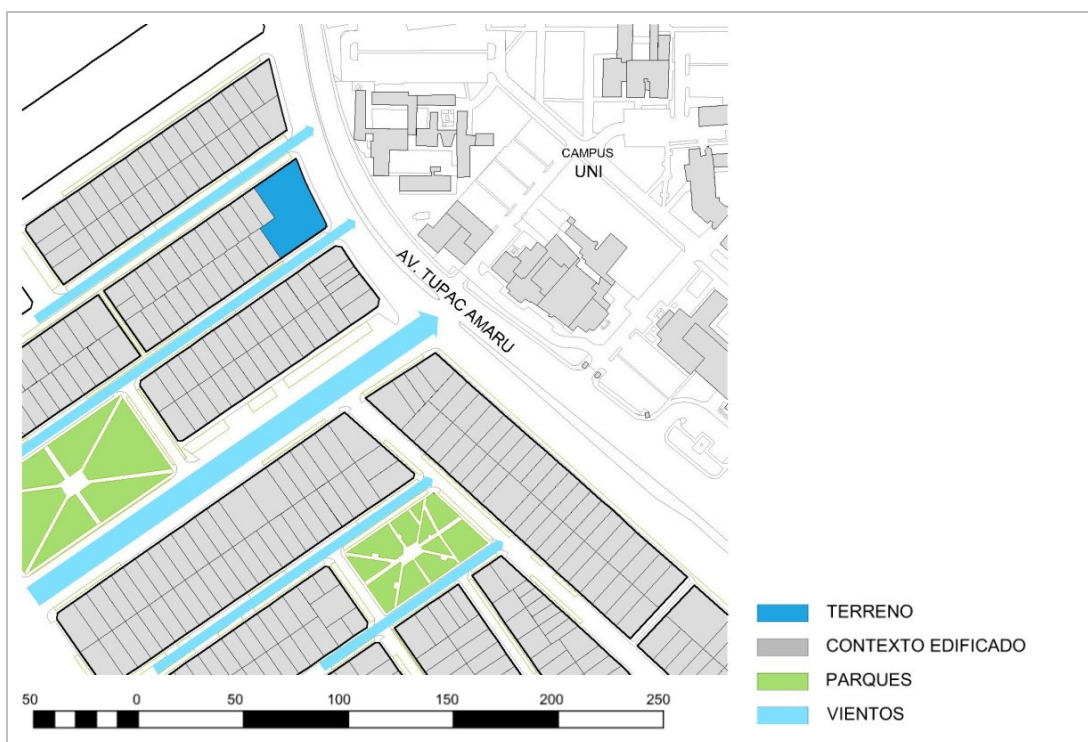 CAMPUS
UNI
AV. TUPAC AMARU
TERRENO
CONTEXTO EDIFICADO
PARQUES
VIENTOS
50 0 50 100 150 200 250